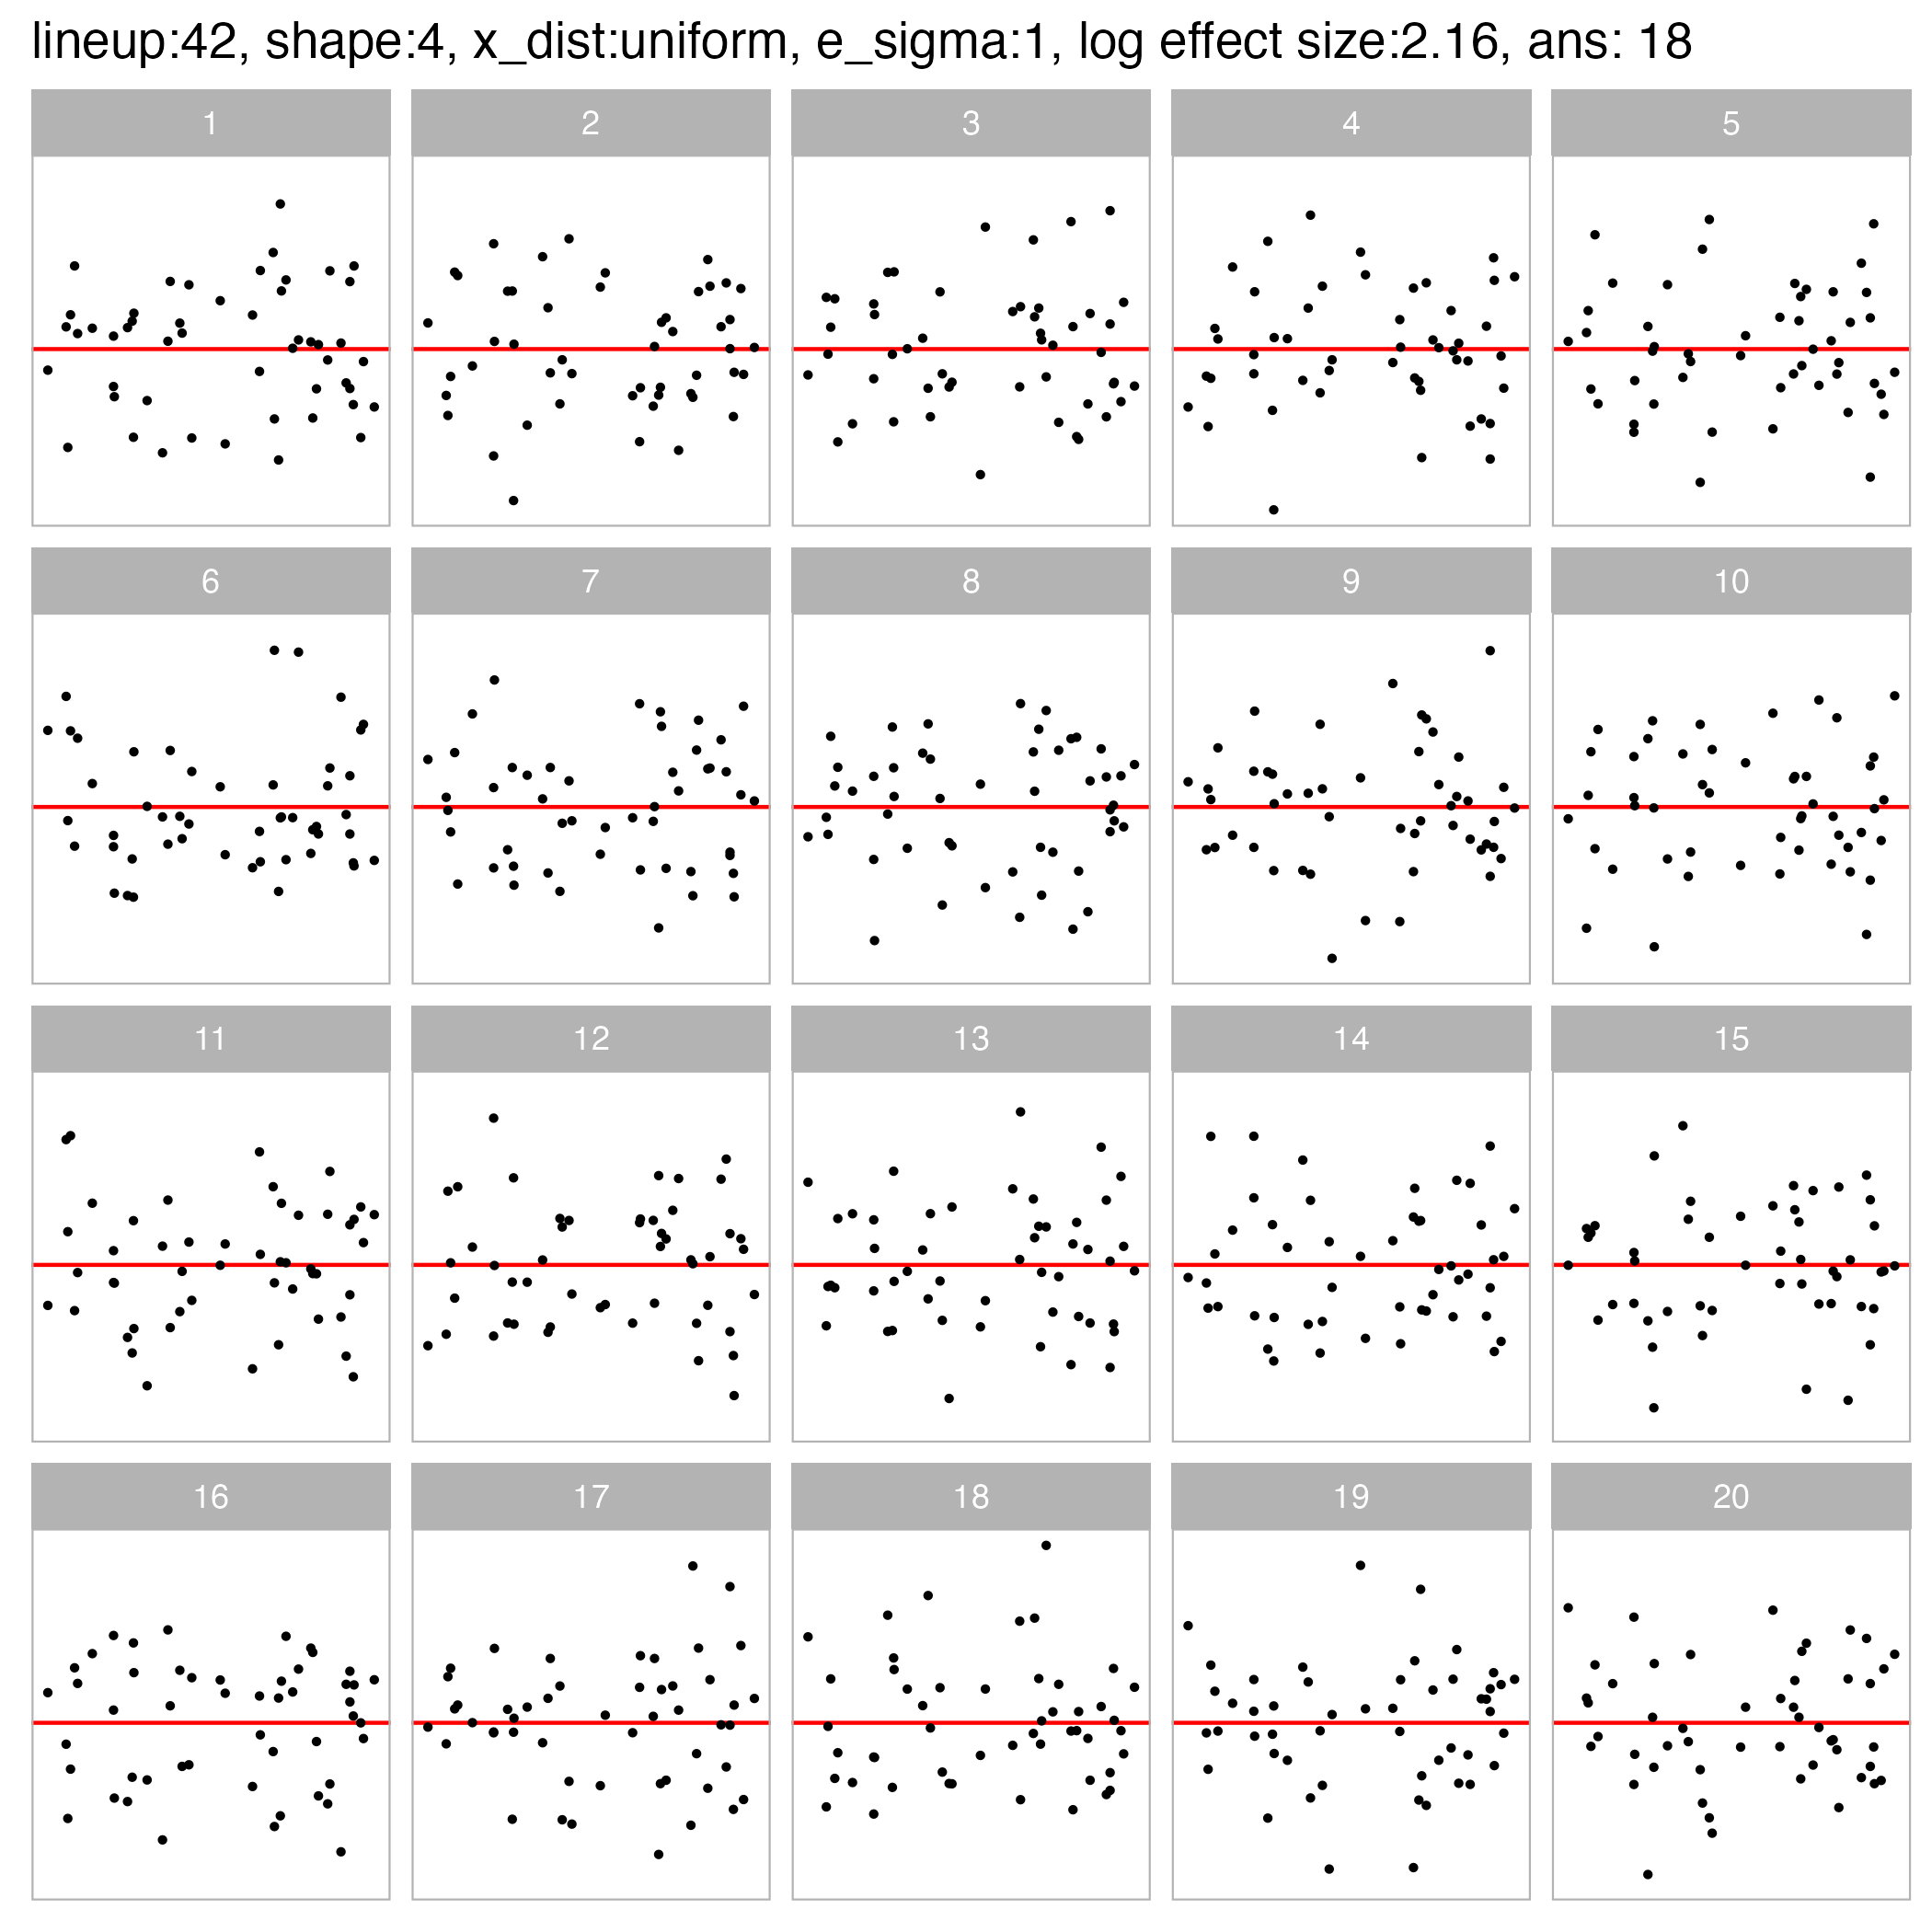 lineup:42, shape:4, x_dist:uniform, e_sigma:1, log effect size:2.16, ans: 18
1 2 3 4 5
6 7 8 9 10
11 12 13 14 15
16 17 18 19 20